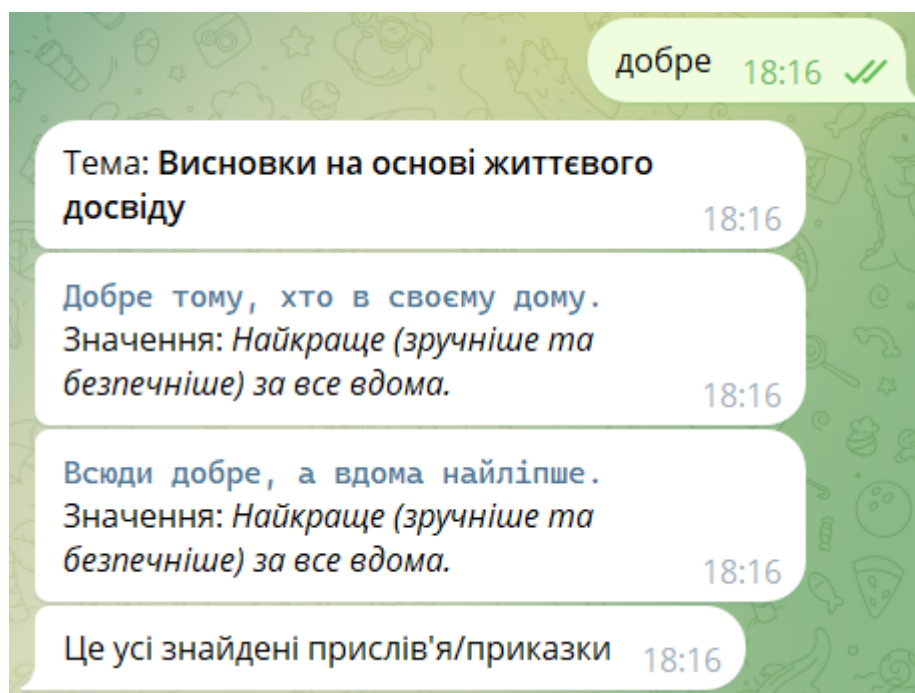 добре 18:16
Тема: Висновки на основі життєвого
досвіду 18:16
Добре тому, хто в своєму дому.
Значення: Найкраще (зручніше та
безпечніше) за все вдома. 18:16
Всюди добре, а вдома найліпше.
Значення: Найкраще (зручніше та
безпечніше) за все вдома. 18:16
Це усі знайдені прислів'я/приказки 18:16